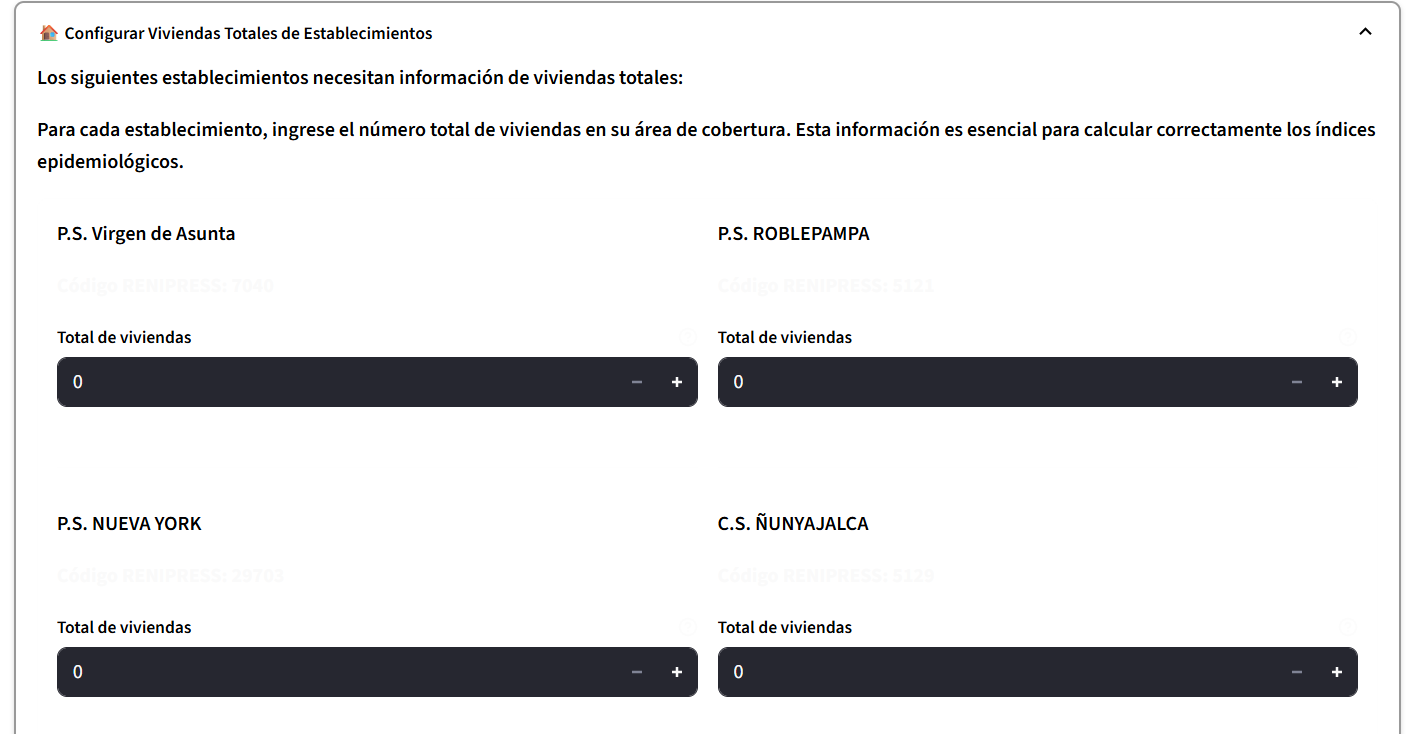 🏠 Configurar Viviendas Totales de Establecimientos
Los siguientes establecimientos necesitan información de viviendas totales:
Para cada establecimiento, ingrese el número total de viviendas en su área de cobertura. Esta información es esencial para calcular correctamente los índices
epidemiológicos.
P.S. Virgen de Asunta
Código RENIPRESS: 7040
Total de viviendas
0
P.S. ROBLEPAMPA
Código RENIPRESS: 5121
Total de viviendas
0
P.S. NUEVA YORK
Código RENIPRESS: 29703
Total de viviendas
0
C.S. ÑUNYAJALCA
Código RENIPRESS: 5129
Total de viviendas
0